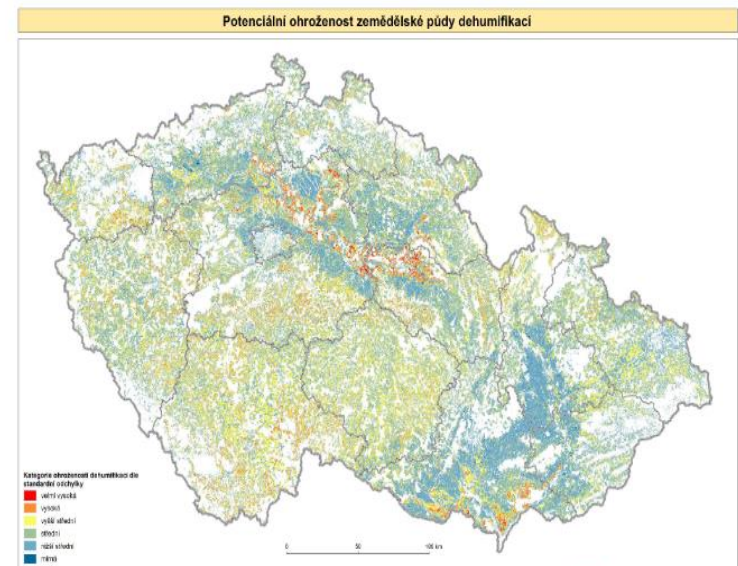 Potenciální ohroženost zemědělské půdy dehumifikací
Kategorie ohroženosti dehumifikací dle
standardní odchylky
velmi vysoká
vysoká
vyšší střední
střední
nižší střední
mírná
0 50 100 km